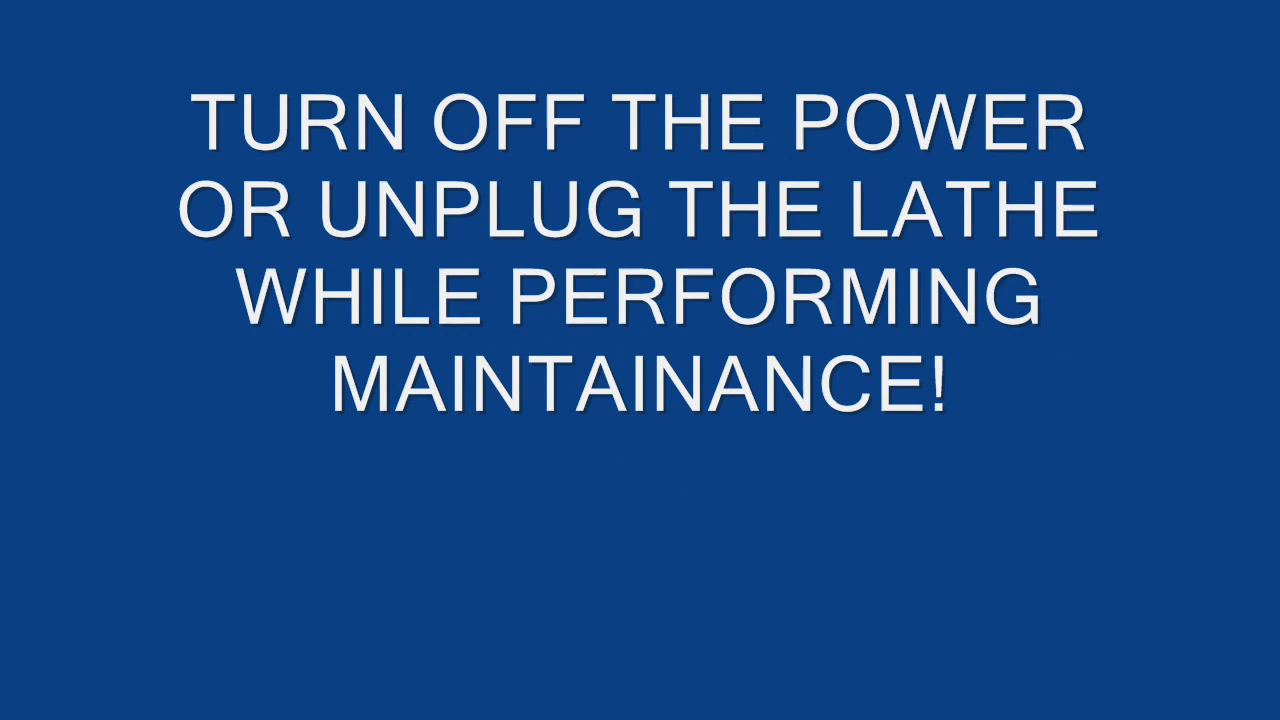 TURN OFF THE POWER
OR UNPLUG THE LATHE
WHILE PERFORMING
MAINTAINANCE!